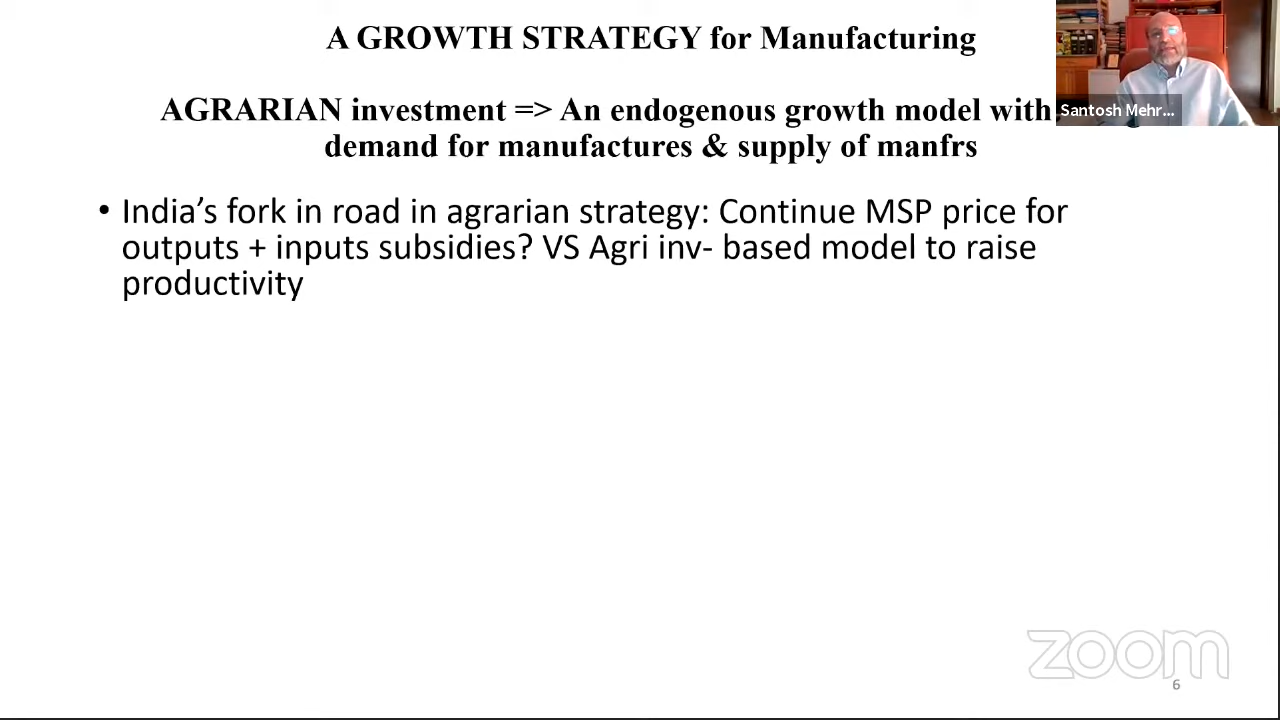 A GROWTH STRATEGY for Manufacturing
AGRARIAN investment => An endogenous growth model with
demand for manufactures & supply of manfrs
Santosh Mehr...
• India’s fork in road in agrarian strategy: Continue MSP price for
outputs + inputs subsidies? VS Agri inv- based model to raise
productivity
zoom
6